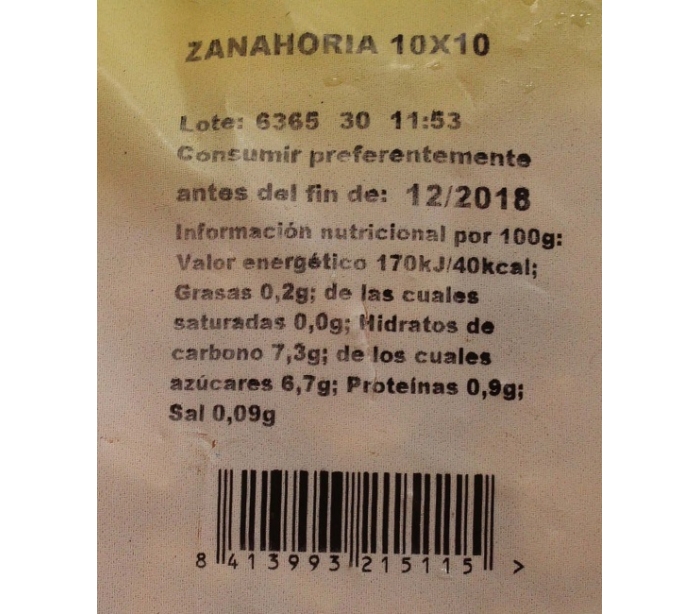 ZANAHORIA 10X10
Lote: 6365 30 11:53
Consumir preferentemente
antes del fin de: 12/2018
Información nutricional por 100g:
Valor energético 170kJ/40kcal;
Grasas 0,2g; de las cuales
saturadas 0,0g; Hidratos de
carbono 7,3g; de los cuales
azúcares 6,7g; Proteínas 0,9g;
Sal 0,09g
8 413993 215115 >